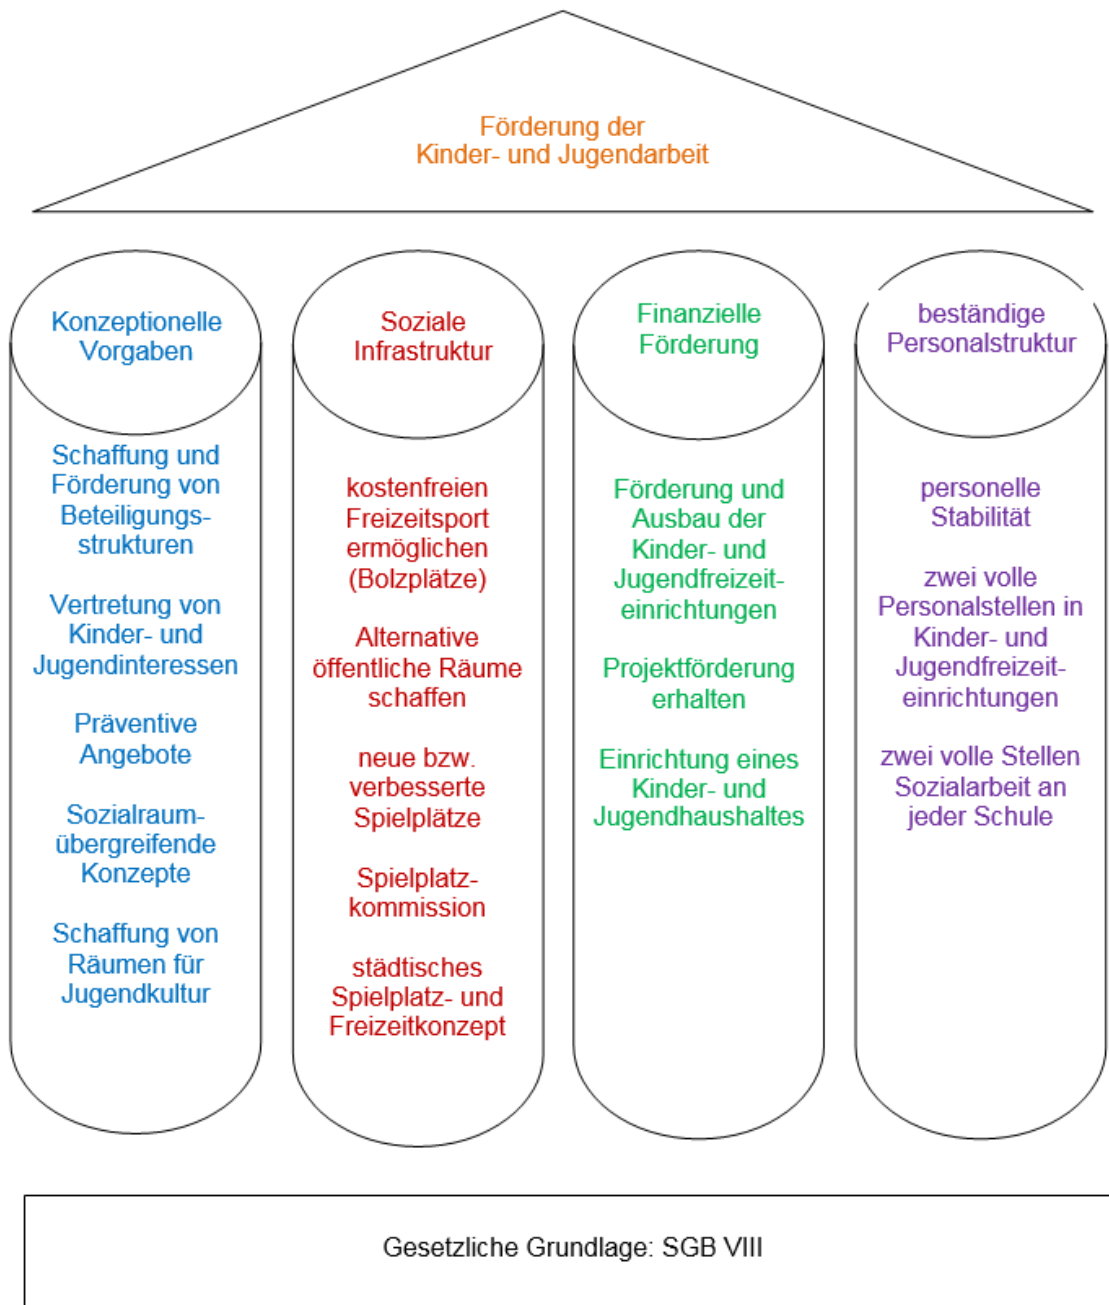 Förderung der
Kinder- und Jugendarbeit
Konzeptionelle
Vorgaben
Schaffung und
Förderung von
Beteiligungs-
strukturen
Vertretung von
Kinder- und
Jugendinteressen
Präventive
Angebote
Sozialraum-
übergreifende
Konzepte
Schaffung von
Räumen für
Jugendkultur
Soziale
Infrastruktur
kostenfreien
Freizeitsport
ermöglichen
(Bolzplätze)
Alternative
öffentliche Räume
schaffen
neue bzw.
verbesserte
Spielplätze
Spielplatz-
kommission
städtisches
Spielplatz- und
Freizeitkonzept
Finanzielle
Förderung
Förderung und
Ausbau der
Kinder- und
Jugendfreizeit-
einrichtungen
Projektförderung
erhalten
Einrichtung eines
Kinder- und
Jugendhaushaltes
beständige
Personalstruktur
personelle
Stabilität
zwei volle
Personalstellen in
Kinder- und
Jugendfreizeit-
einrichtungen
zwei volle Stellen
Sozialarbeit an
jeder Schule
Gesetzliche Grundlage: SGB VIII